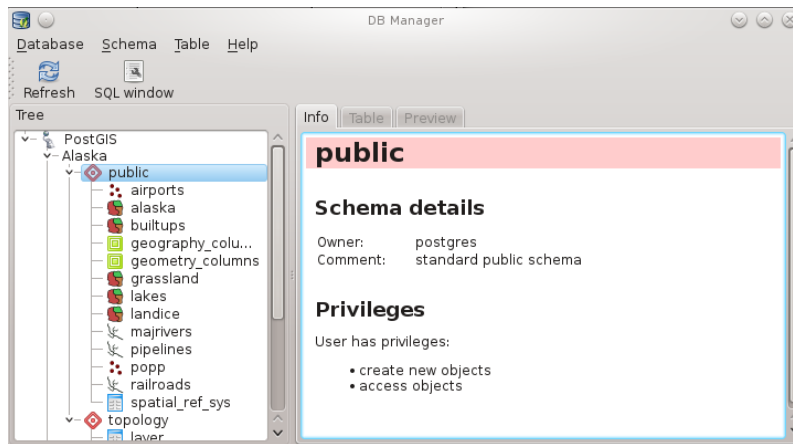 DB Manager
Database Schema Table Help
Refresh SQL window
Tree
PostGIS
Alaska
public
airports
alaska
builtups
geography_colu...
geometry_columns
grassland
lakes
landice
majrivers
pipelines
popp
railroads
spatial_ref_sys
topology
layer
Info Table Preview
public
Schema details
Owner: postgres
Comment: standard public schema
Privileges
User has privileges:
• create new objects
• access objects